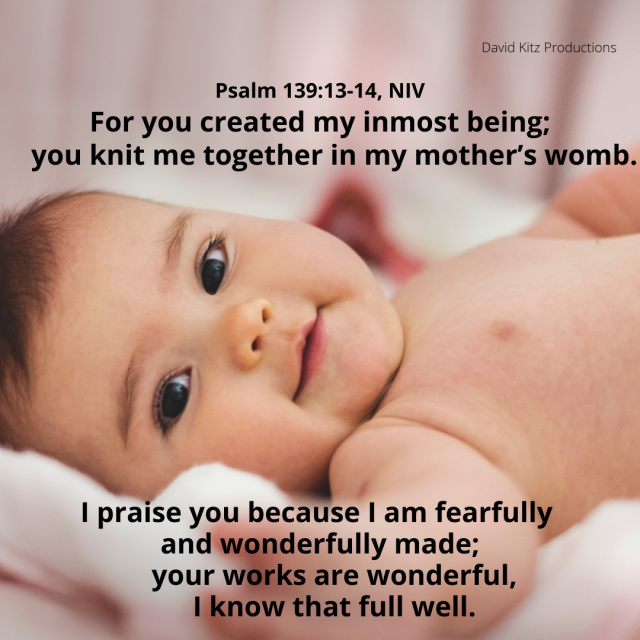 David Kitz Productions
Psalm 139:13-14, NIV
For you created my inmost being;
you knit me together in my mother’s womb.
I praise you because I am fearfully
and wonderfully made;
your works are wonderful,
I know that full well.